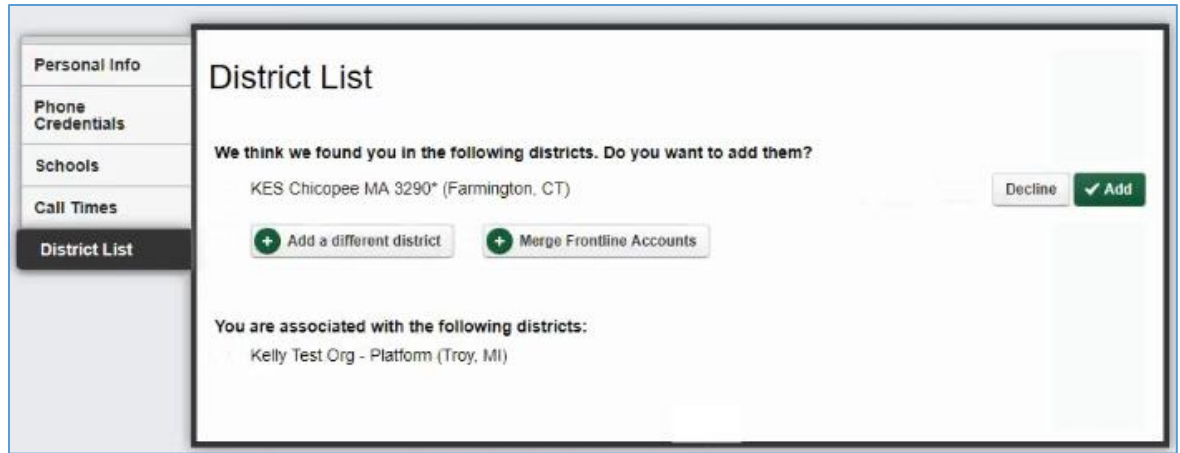 Personal Info
Phone
Credentials
Schools
Call Times
District List
District List
We think we found you in the following districts. Do you want to add them?
KES Chicopee MA 3290* (Farmington, CT)
Decline
Add
Add a different district
Merge Frontline Accounts
You are associated with the following districts:
Kelly Test Org - Platform (Troy, MI)